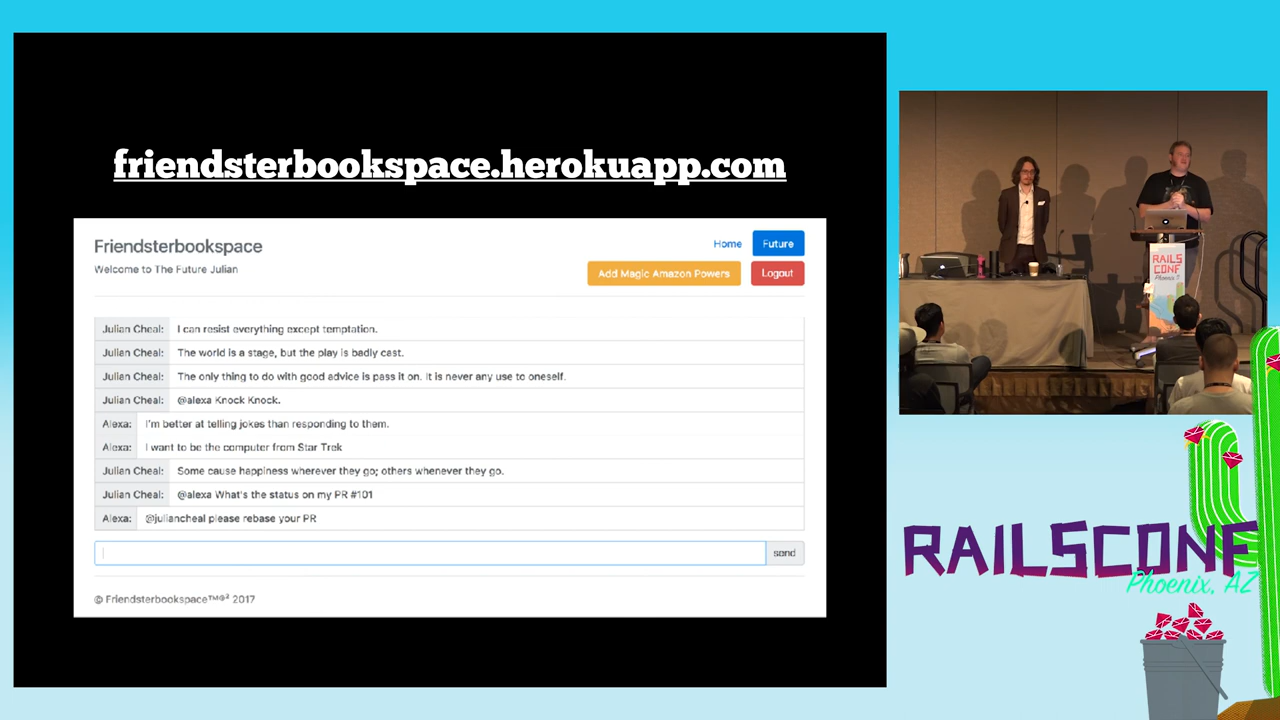 friendsterbookspace.herokuapp.com
Friendsterbookspace
Home
Future
Welcome to The Future Julian
Add Magic Amazon Powers
Logout
Julian Cheal: I can resist everything except temptation.
Julian Cheal: The world is a stage, but the play is badly cast.
Julian Cheal: The only thing to do with good advice is pass it on. It is never any use to oneself.
Julian Cheal: @alexa Knock Knock.
Alexa: I'm better at telling jokes than responding to them.
Alexa: I want to be the computer from Star Trek
Julian Cheal: Some cause happiness wherever they go; others whenever they go.
Julian Cheal: @alexa What's the status on my PR #101
Alexa: @juliancheal please rebase your PR
send
© Friendsterbookspace™®² 2017
RAILS
CONF
Phoenix
RAILSCONF
Phoenix, AZ